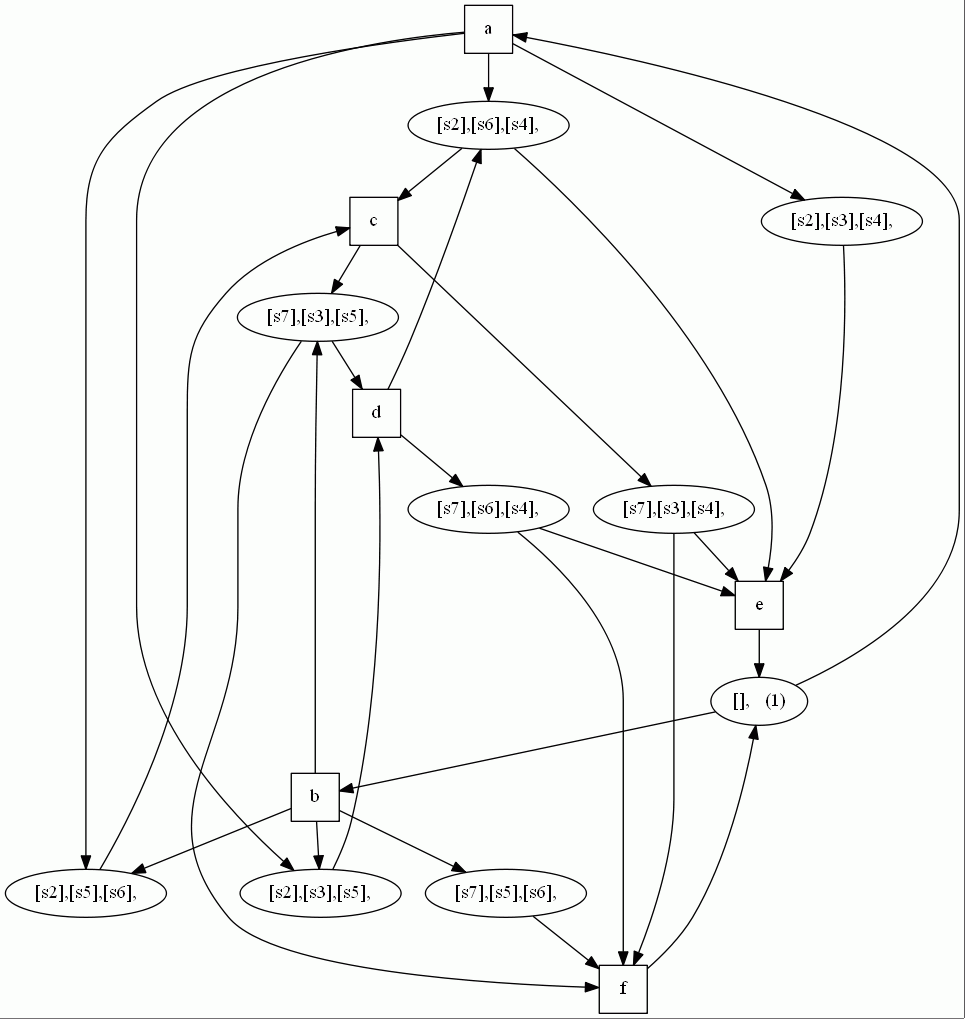 a
[s2],[s6],[s4],
c
[s2],[s3],[s4],
[s7],[s3],[s5],
d
[s7],[s6],[s4],
[s7],[s3],[s4],
e
[], (1)
b
[s2],[s5],[s6],
[s2],[s3],[s5],
[s7],[s5],[s6],
f